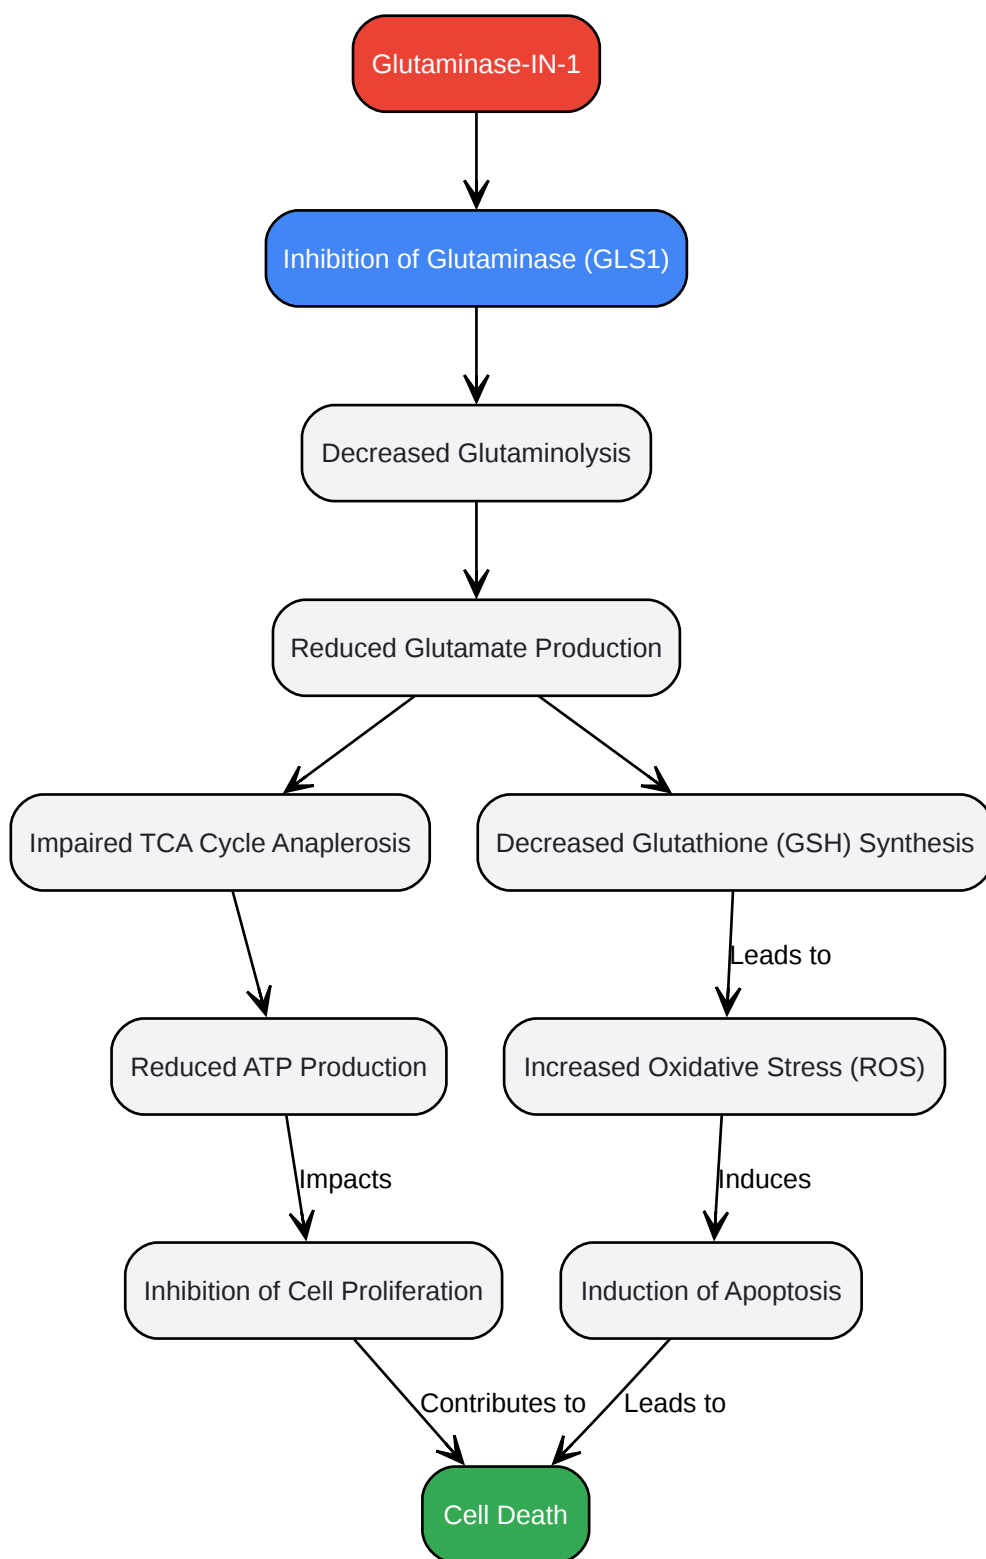 Glutaminase-IN-1
Inhibition of Glutaminase (GLS1)
Decreased Glutaminolysis
Reduced Glutamate Production
Impaired TCA Cycle Anaplerosis
Decreased Glutathione (GSH) Synthesis
Leads to
Reduced ATP Production
Increased Oxidative Stress (ROS)
Impacts
Induces
Inhibition of Cell Proliferation
Induction of Apoptosis
Contributes to
Leads to
Cell Death